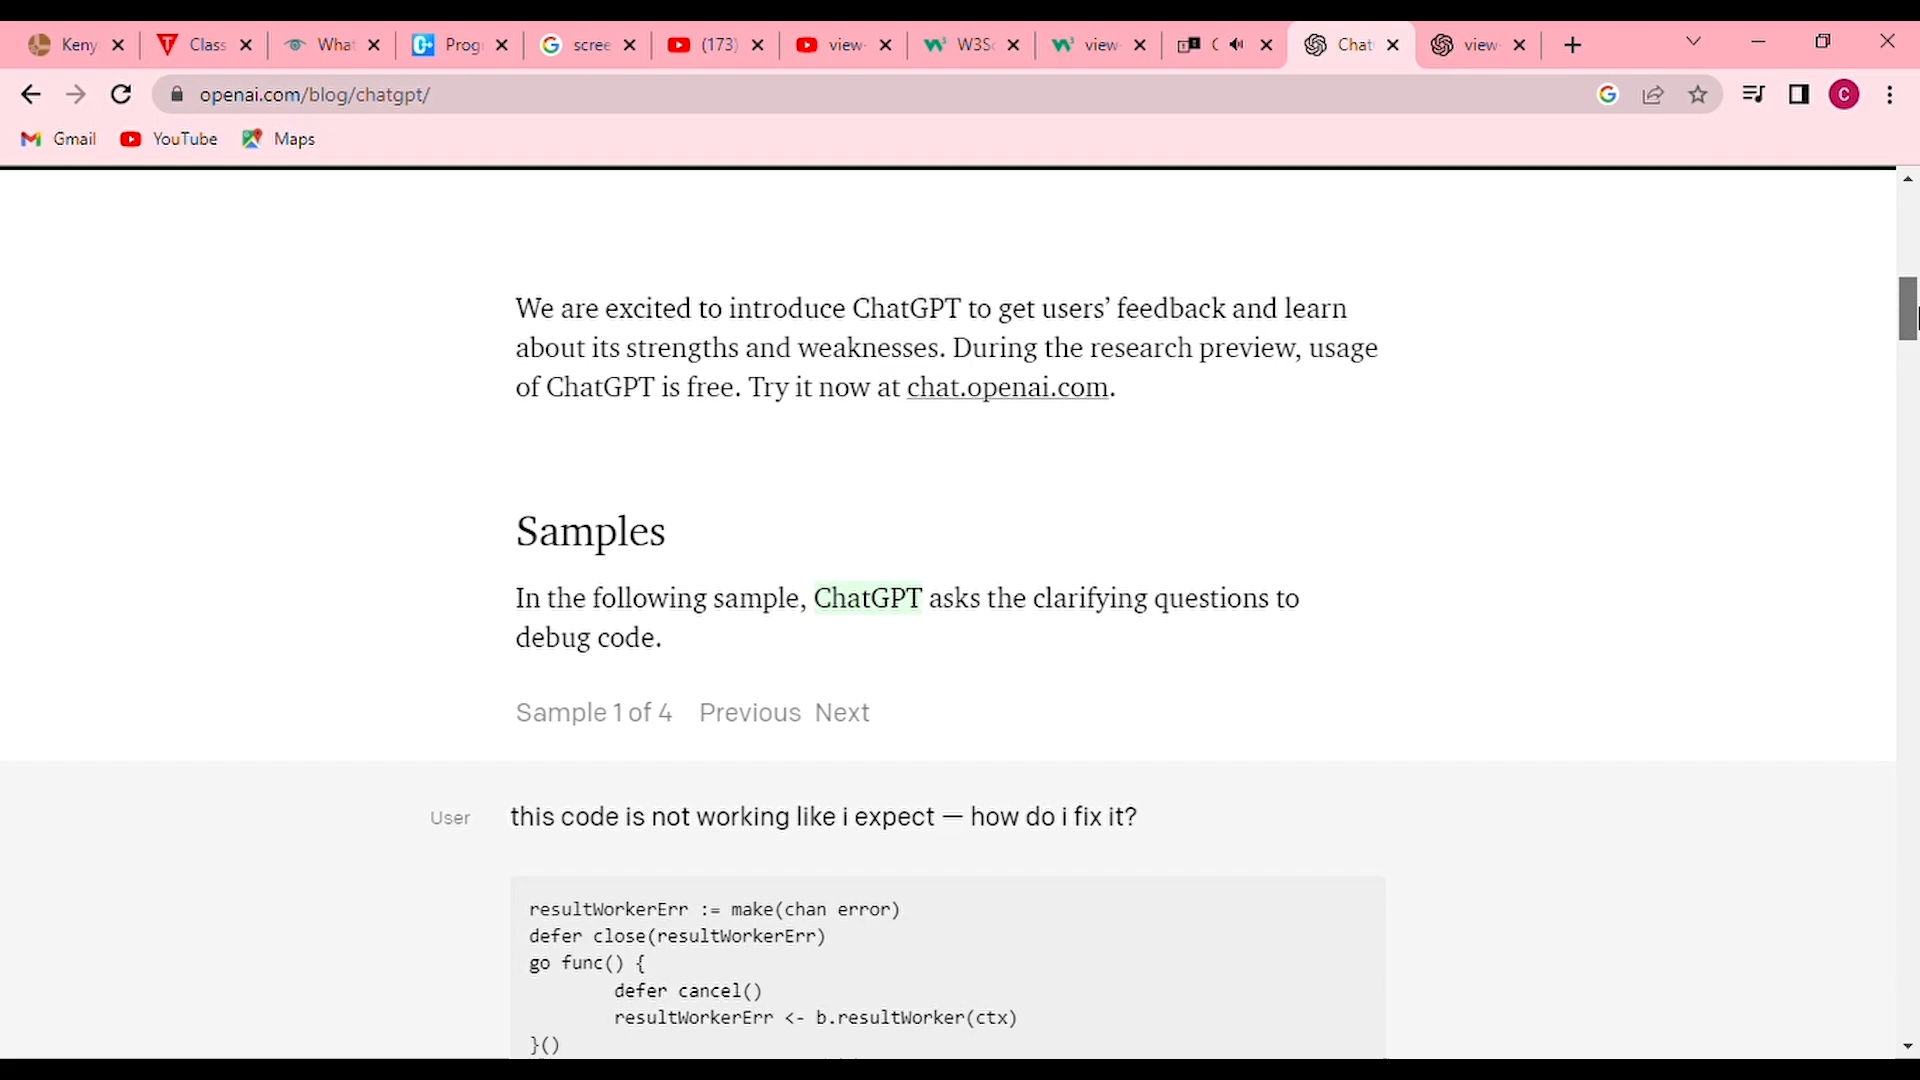 Keny Class What Prog scree (173) view- W3Sc view- C Chat view-
openai.com/blog/chatgpt/ C
Gmail YouTube Maps
We are excited to introduce ChatGPT to get users’ feedback and learn
about its strengths and weaknesses. During the research preview, usage
of ChatGPT is free. Try it now at chat.openai.com.
Samples
In the following sample, ChatGPT asks the clarifying questions to
debug code.
Sample 1 of 4 Previous Next
User this code is not working like i expect — how do i fix it?
resultWorkerErr := make(chan error)
defer close(resultWorkerErr)
go func() {
defer cancel()
resultWorkerErr <- b.resultWorker(ctx)
}()